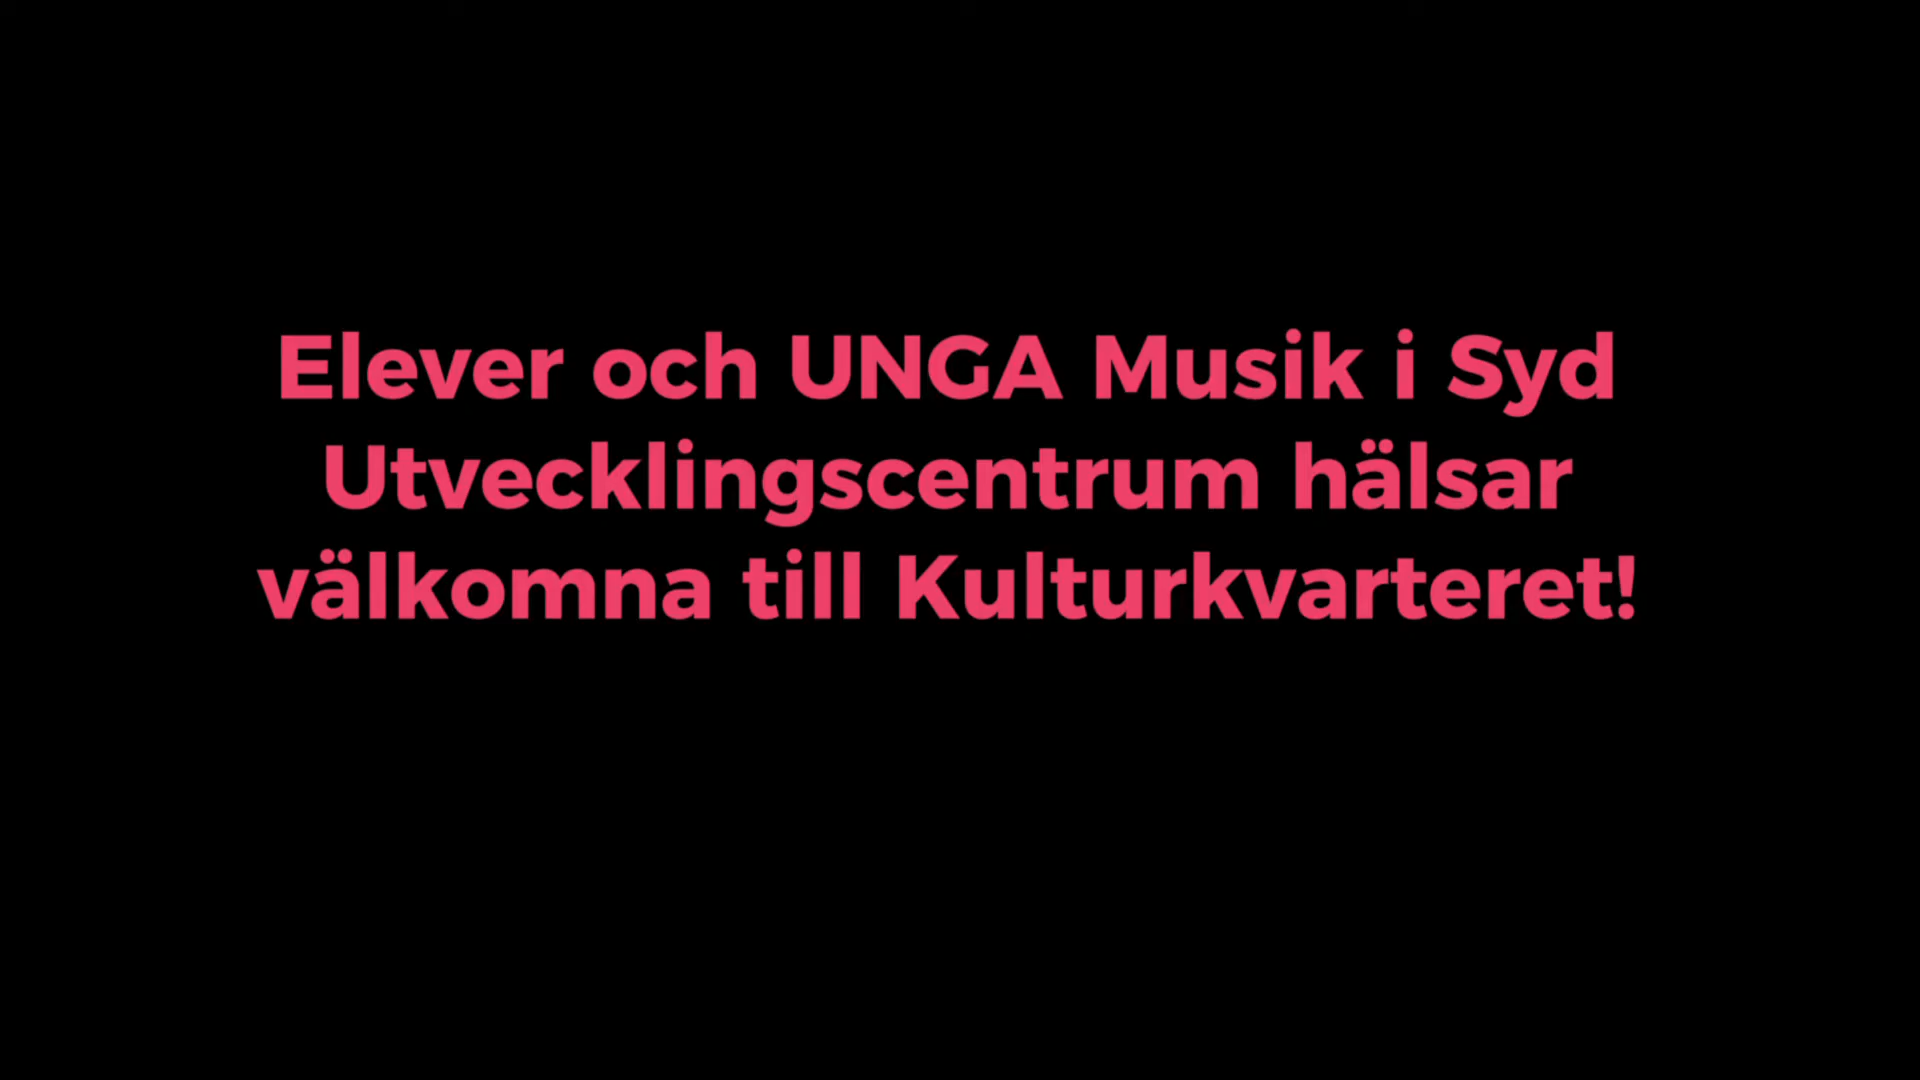 Elever och UNGA Musik i Syd
Utvecklingscentrum hälsar
välkomna till Kulturkvarteret!